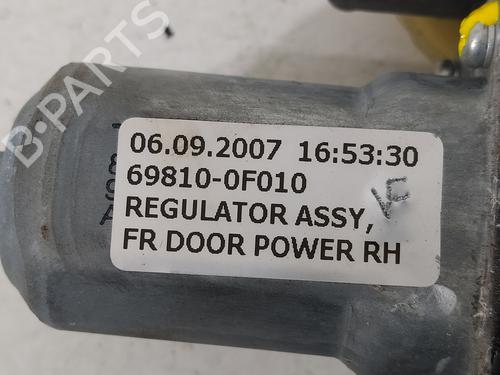 B-PARTS
06.09.2007 16:53:30
69810-0F010
REGULATOR ASSY,
FR DOOR POWER RH